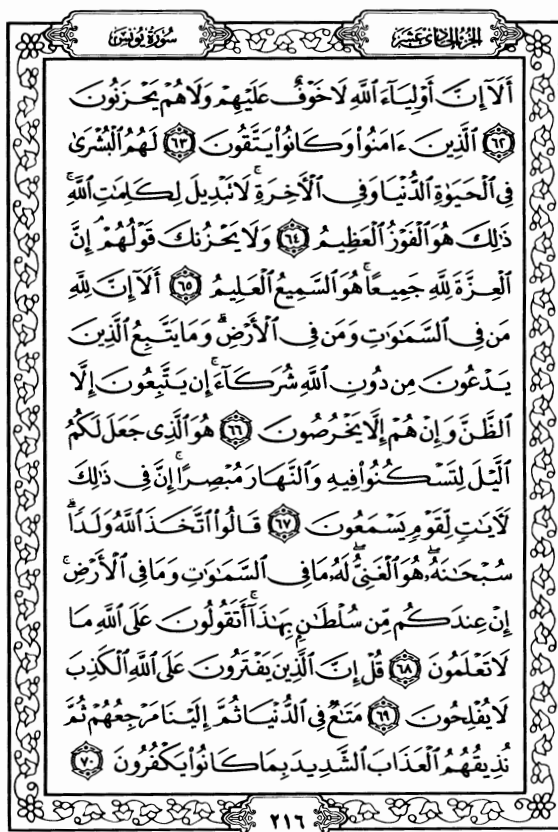 الجزء الحادي عشر
سورة يونس
أَلَآ إِنَّ أَوْلِيَآءَ ٱللَّهِ لَا خَوْفٌ عَلَيْهِمْ وَلَا هُمْ يَحْزَنُونَ
٦٢ ٱلَّذِينَ ءَامَنُوا۟ وَكَانُوا۟ يَتَّقُونَ ٦٣ لَهُمُ ٱلْبُشْرَىٰ
فِى ٱلْحَيَوٰةِ ٱلدُّنْيَا وَفِى ٱلْـَٔاخِرَةِ ۚ لَا تَبْدِيلَ لِكَلِمَـٰتِ ٱللَّهِ ۚ
ذَٰلِكَ هُوَ ٱلْفَوْزُ ٱلْعَظِيمُ ٦٤ وَلَا يَحْزُنكَ قَوْلُهُمْ ۘ إِنَّ
ٱلْعِزَّةَ لِلَّهِ جَمِيعًا ۚ هُوَ ٱلسَّمِيعُ ٱلْعَلِيمُ ٦٥ أَلَآ إِنَّ لِلَّهِ
مَن فِى ٱلسَّمَـٰوَٰتِ وَمَن فِى ٱلْأَرْضِ ۗ وَمَا يَتَّبِعُ ٱلَّذِينَ
يَدْعُونَ مِن دُونِ ٱللَّهِ شُرَكَآءَ ۚ إِن يَتَّبِعُونَ إِلَّا
ٱلظَّنَّ وَإِنْ هُمْ إِلَّا يَخْرُصُونَ ٦٦ هُوَ ٱلَّذِى جَعَلَ لَكُمُ
ٱلَّيْلَ لِتَسْكُنُوا۟ فِيهِ وَٱلنَّهَارَ مُبْصِرًا ۚ إِنَّ فِى ذَٰلِكَ
لَـَٔايَـٰتٍ لِّقَوْمٍ يَسْمَعُونَ ٦٧ قَالُوا۟ ٱتَّخَذَ ٱللَّهُ وَلَدًا ۗ
سُبْحَـٰنَهُۥ ۖ هُوَ ٱلْغَنِىُّ ۖ لَهُۥ مَا فِى ٱلسَّمَـٰوَٰتِ وَمَا فِى ٱلْأَرْضِ ۚ
إِنْ عِندَكُم مِّن سُلْطَـٰنٍۭ بِهَـٰذَآ ۚ أَتَقُولُونَ عَلَى ٱللَّهِ مَا
لَا تَعْلَمُونَ ٦٨ قُلْ إِنَّ ٱلَّذِينَ يَفْتَرُونَ عَلَى ٱللَّهِ ٱلْكَذِبَ
لَا يُفْلِحُونَ ٦٩ مَتَـٰعٌ فِى ٱلدُّنْيَا ثُمَّ إِلَيْنَا مَرْجِعُهُمْ ثُمَّ
نُذِيقُهُمُ ٱلْعَذَابَ ٱلشَّدِيدَ بِمَا كَانُوا۟ يَكْفُرُونَ ٧٠
٢١٦